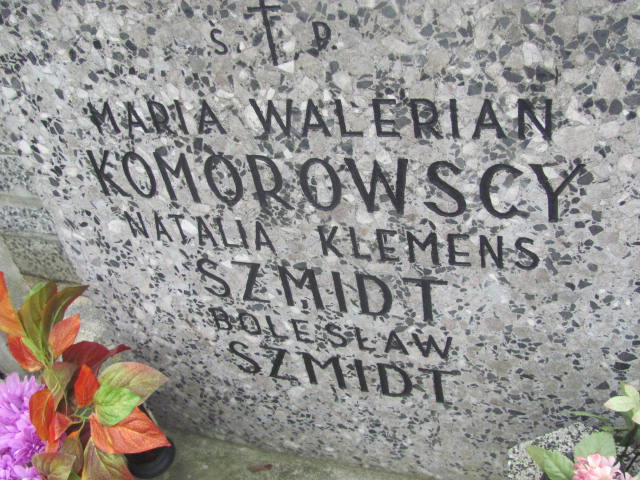 S P.
MARIA WALERIAN
KOMOROWSCY
NATALIA KLEMENS
SZMIDT
BOLESŁAW
SZMIDT